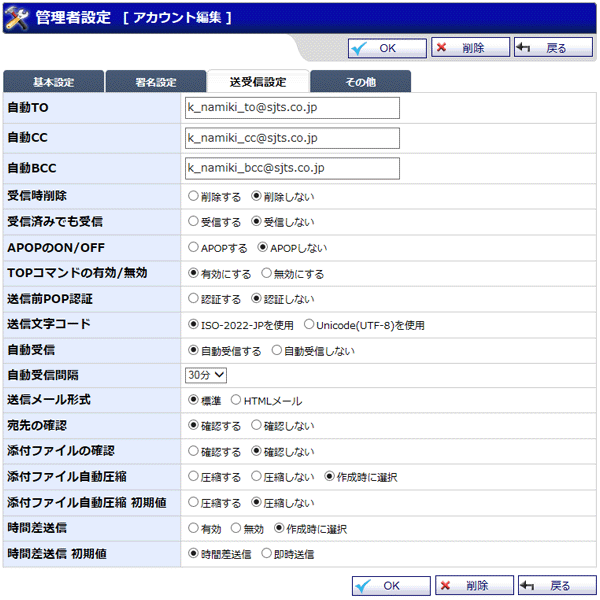 管理者設定 [ アカウント編集 ]
OK 削除 戻る
基本設定 署名設定 送受信設定 その他
自動TO k_namiki_to@sjts.co.jp
自動CC k_namiki_cc@sjts.co.jp
自動BCC k_namiki_bcc@sjts.co.jp
受信時削除 削除する 削除しない
受信済みでも受信 受信する 受信しない
APOPのON/OFF APOPする APOPしない
TOPコマンドの有効/無効 有効にする 無効にする
送信前POP認証 認証する 認証しない
送信文字コード ISO-2022-JPを使用 Unicode(UTF-8)を使用
自動受信 自動受信する 自動受信しない
自動受信間隔 30分
送信メール形式 標準 HTMLメール
宛先の確認 確認する 確認しない
添付ファイルの確認 確認する 確認しない
添付ファイル自動圧縮 圧縮する 圧縮しない 作成時に選択
添付ファイル自動圧縮 初期値 圧縮する 圧縮しない
時間差送信 有効 無効 作成時に選択
時間差送信 初期値 時間差送信 即時送信
OK 削除 戻る